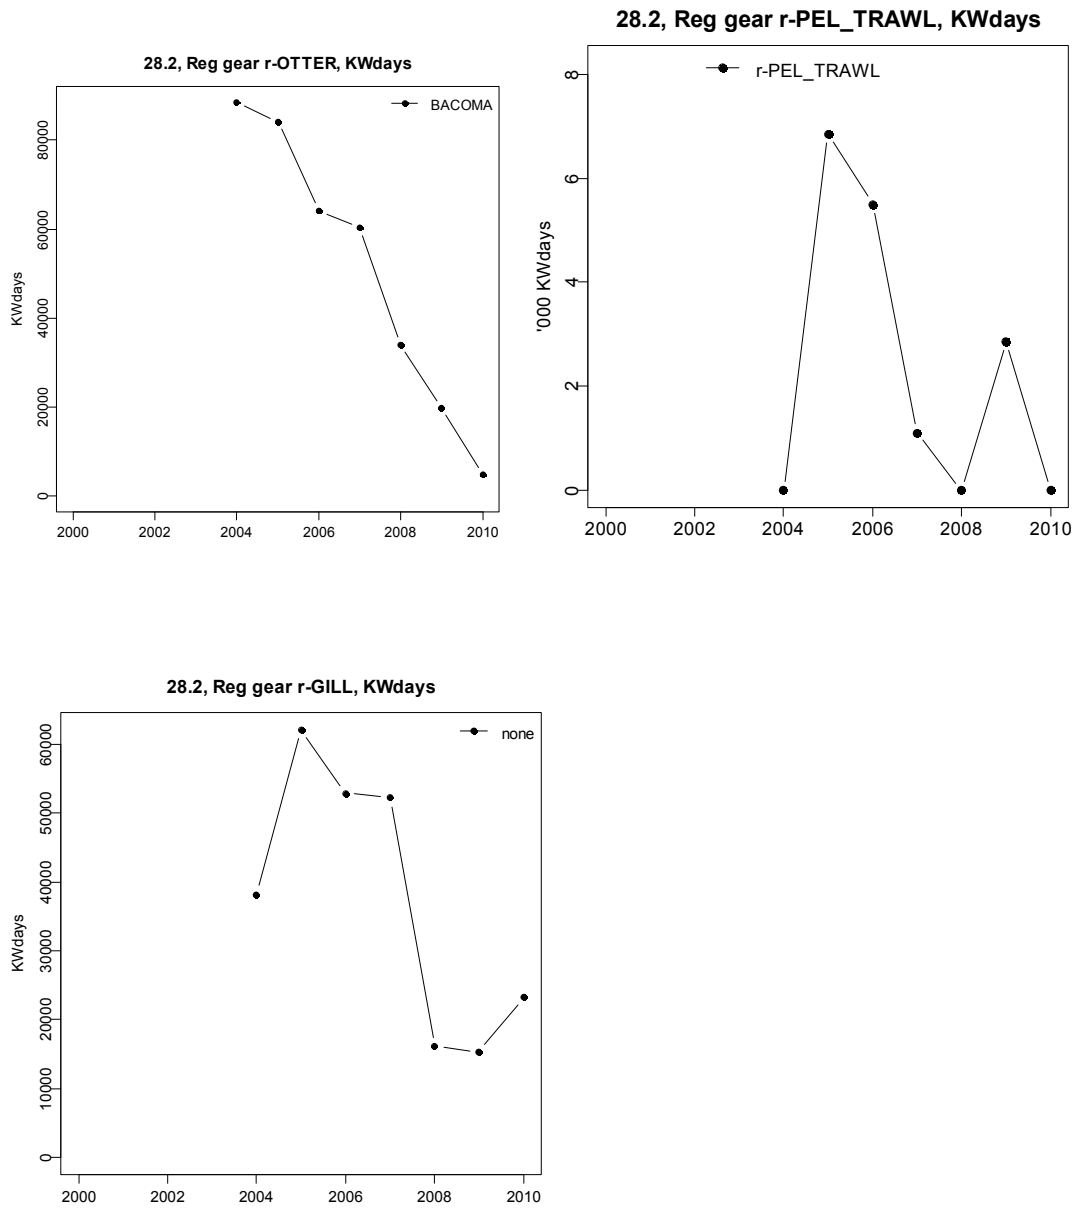 28.2, Reg gear r-OTTER, KWdays
BACOMA
KWdays
80000
60000
40000
20000
0
2000 2002 2004 2006 2008 2010
28.2, Reg gear r-PEL_TRAWL, KWdays
r-PEL_TRAWL
'000 KWdays
8
6
4
2
0
2000 2002 2004 2006 2008 2010
28.2, Reg gear r-GILL, KWdays
none
KWdays
60000
50000
40000
30000
20000
10000
0
2000 2002 2004 2006 2008 2010